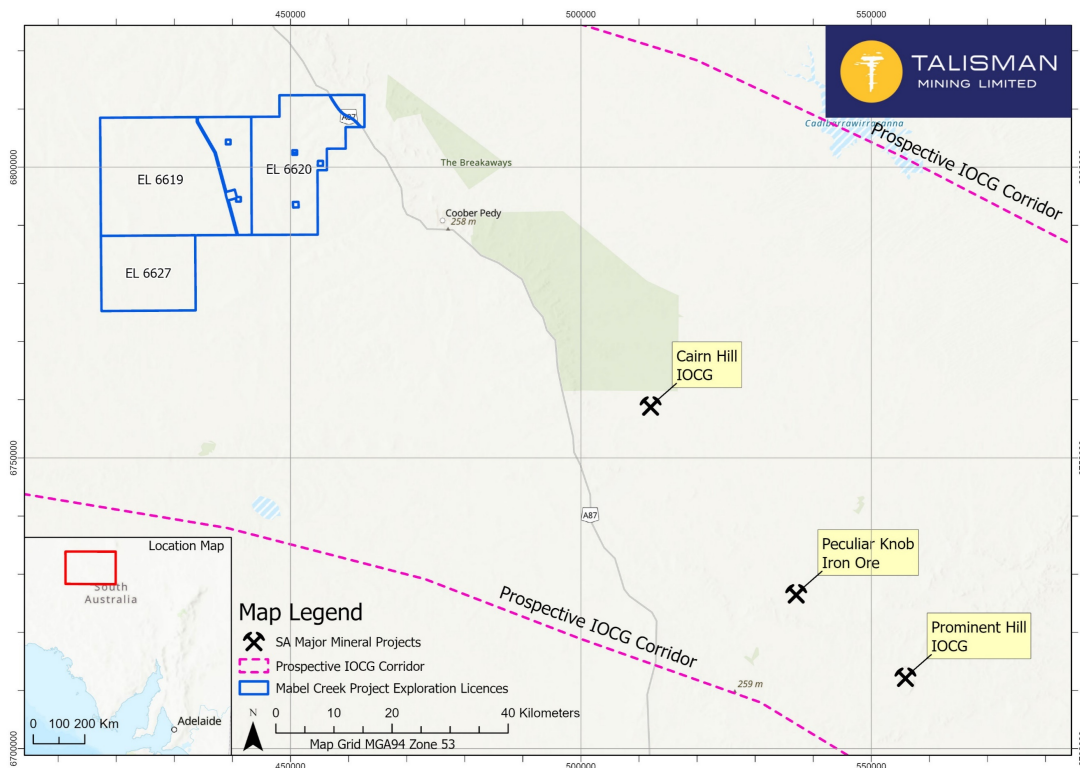 450000
500000
550000
TALISMAN
MINING LIMITED
A87
Cadibarrawirracanna
Prospective IOCG Corridor
6800000
EL 6619
EL 6620
The Breakaways
Coober Pedy
258 m
EL 6627
Cairn Hill
IOCG
6750000
A87
Peculiar Knob
Iron Ore
Prospective IOCG Corridor
Prominent Hill
IOCG
259 m
Location Map
South
Australia
Adelaide
0 100 200 Km
Map Legend
SA Major Mineral Projects
Prospective IOCG Corridor
Mabel Creek Project Exploration Licences
N
0 10 20 40 Kilometers
Map Grid MGA94 Zone 53
6700000
450000
500000
550000